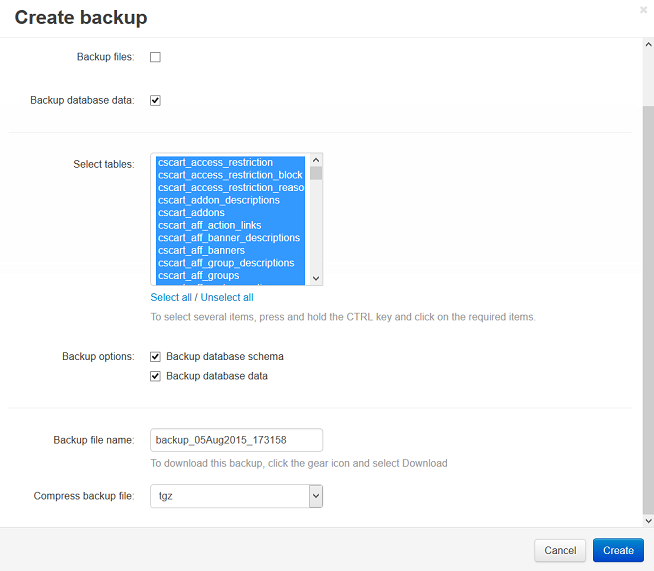 Create backup
Backup files:
Backup database data:
Select tables:
cscart_access_restriction
cscart_access_restriction_block
cscart_access_restriction_reaso
cscart_addon_descriptions
cscart_addons
cscart_aff_action_links
cscart_aff_banner_descriptions
cscart_aff_banners
cscart_aff_group_descriptions
cscart_aff_groups
Select all / Unselect all
To select several items, press and hold the CTRL key and click on the required items.
Backup options:
Backup database schema
Backup database data
Backup file name:
backup_05Aug2015_173158
To download this backup, click the gear icon and select Download
Compress backup file:
tgz
Cancel
Create